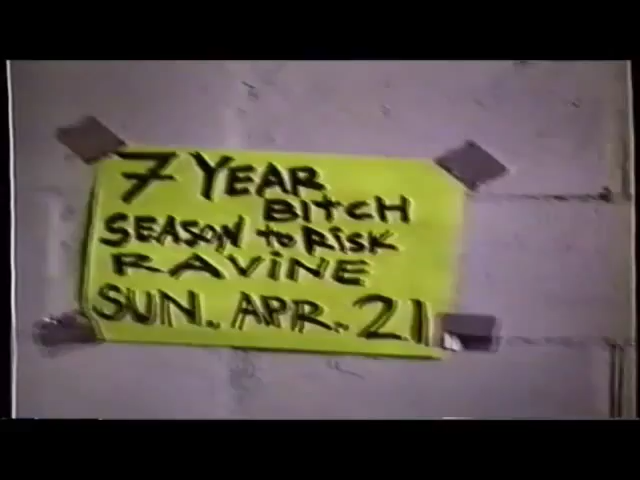 7 YEAR
BITCH
SEASON to RiSK
RAViNE
SUN. APR. 21